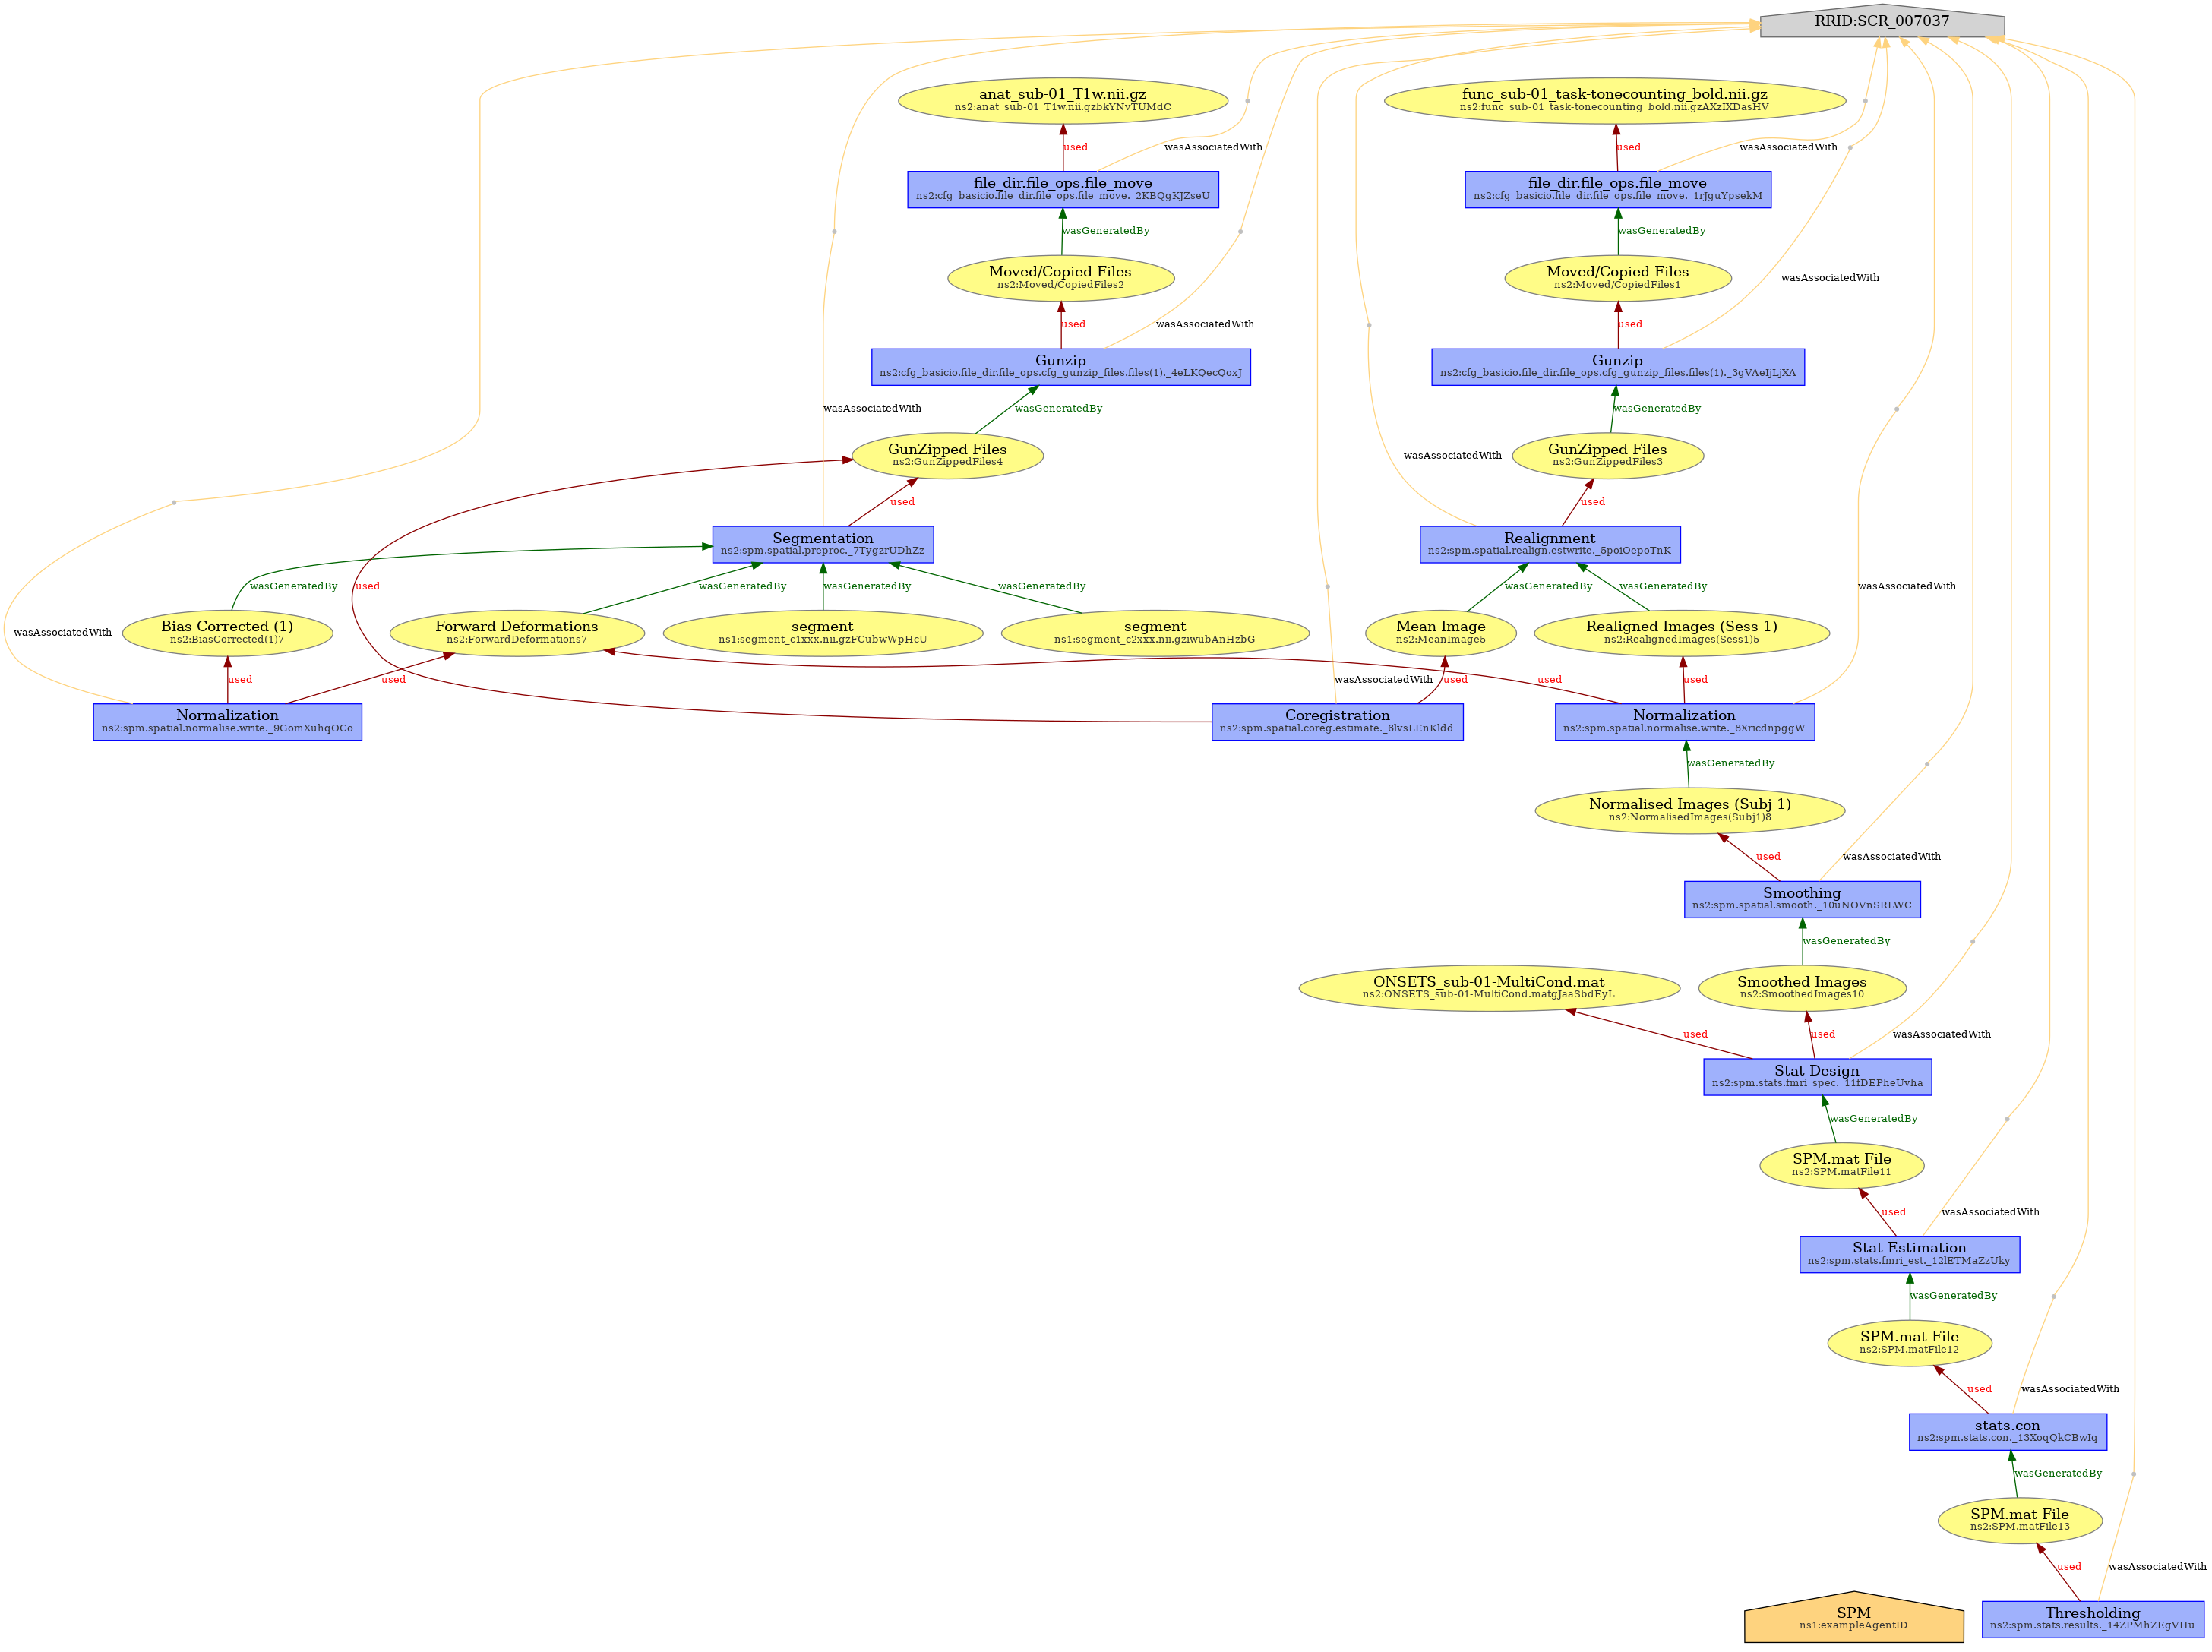 RRID:SCR_007037
anat_sub-01_T1w.nii.gz
ns2:anat_sub-01_T1w.nii.gzbkYNvTUMdC
func_sub-01_task-tonecounting_bold.nii.gz
ns2:func_sub-01_task-tonecounting_bold.nii.gzAXzIXDasHV
used
wasAssociatedWith
used
wasAssociatedWith
file_dir.file_ops.file_move
ns2:cfg_basicio.file_dir.file_ops.file_move._2KBQgKJZseU
file_dir.file_ops.file_move
ns2:cfg_basicio.file_dir.file_ops.file_move._1rJguYpsekM
wasGeneratedBy
wasGeneratedBy
Moved/Copied Files
ns2:Moved/CopiedFiles2
Moved/Copied Files
ns2:Moved/CopiedFiles1
wasAssociatedWith
used
wasAssociatedWith
used
Gunzip
ns2:cfg_basicio.file_dir.file_ops.cfg_gunzip_files.files(1)._4eLKQecQoxJ
Gunzip
ns2:cfg_basicio.file_dir.file_ops.cfg_gunzip_files.files(1)._3gVAeIjLjXA
wasAssociatedWith
wasGeneratedBy
wasGeneratedBy
GunZipped Files
ns2:GunZippedFiles4
wasAssociatedWith
GunZipped Files
ns2:GunZippedFiles3
used
used
Segmentation
ns2:spm.spatial.preproc._7TygzrUDhZz
Realignment
ns2:spm.spatial.realign.estwrite._5poiOepoTnK
wasGeneratedBy
used
wasGeneratedBy
wasGeneratedBy
wasGeneratedBy
wasGeneratedBy
wasGeneratedBy
wasAssociatedWith
wasAssociatedWith
Bias Corrected (1)
ns2:BiasCorrected(1)7
Forward Deformations
ns2:ForwardDeformations7
segment
ns1:segment_c1xxx.nii.gzFCubwWpHcU
segment
ns1:segment_c2xxx.nii.gziwubAnHzbG
Mean Image
ns2:MeanImage5
Realigned Images (Sess 1)
ns2:RealignedImages(Sess1)5
used
used
wasAssociatedWith
used
used
used
Normalization
ns2:spm.spatial.normalise.write._9GomXuhqOCo
Coregistration
ns2:spm.spatial.coreg.estimate._6lvsLEnKldd
Normalization
ns2:spm.spatial.normalise.write._8XricdnpggW
wasGeneratedBy
Normalised Images (Subj 1)
ns2:NormalisedImages(Subj1)8
used
wasAssociatedWith
Smoothing
ns2:spm.spatial.smooth._10uNOVnSRLWC
wasGeneratedBy
ONSETS_sub-01-MultiCond.mat
ns2:ONSETS_sub-01-MultiCond.matgJaaSbdEyL
Smoothed Images
ns2:SmoothedImages10
used
used
wasAssociatedWith
Stat Design
ns2:spm.stats.fmri_spec._11fDEPheUvha
wasGeneratedBy
SPM.mat File
ns2:SPM.matFile11
used
wasAssociatedWith
Stat Estimation
ns2:spm.stats.fmri_est._12lETMaZzUky
wasGeneratedBy
SPM.mat File
ns2:SPM.matFile12
used
wasAssociatedWith
stats.con
ns2:spm.stats.con._13XoqQkCBwIq
wasGeneratedBy
SPM.mat File
ns2:SPM.matFile13
used
wasAssociatedWith
SPM
ns1:exampleAgentID
Thresholding
ns2:spm.stats.results._14ZPMhZEgVHu